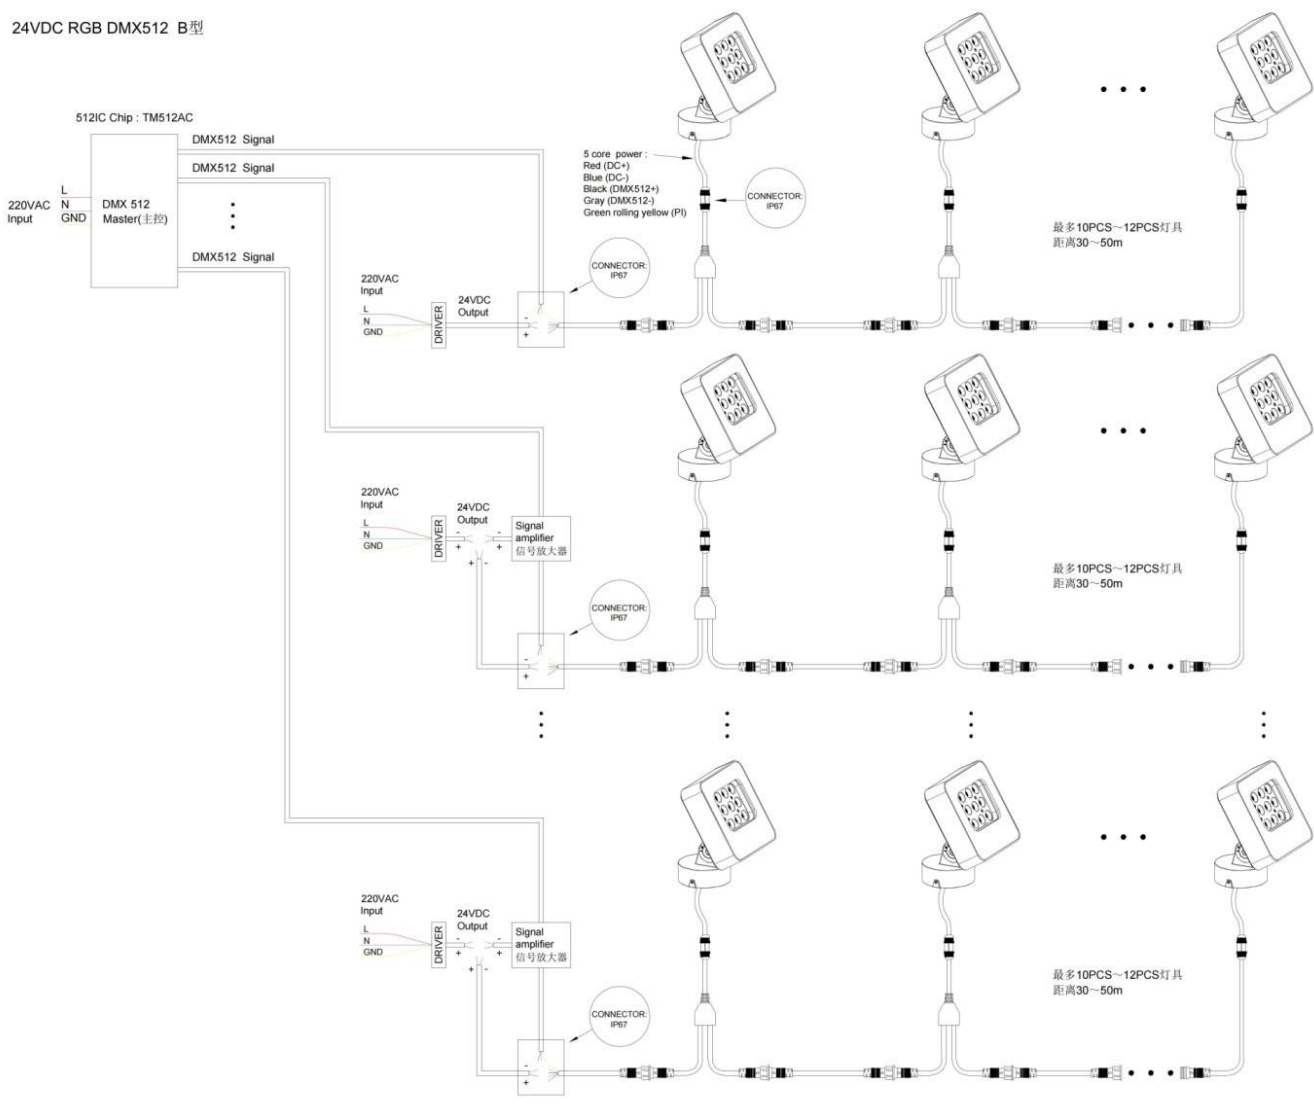 24VDC RGB DMX512 B型
512IC Chip : TM512AC
DMX512 Signal
DMX512 Signal
DMX512 Signal
220VAC
Input
L
N
GND
DMX 512
Master(主控)
5 core power :
Red (DC+)
Blue (DC-)
Black (DMX512+)
Gray (DMX512-)
Green rolling yellow (PI)
CONNECTOR:
IP67
最多10PCS～12PCS灯具
距离30～50m
CONNECTOR:
IP67
220VAC
Input
L
N
GND
DRIVER
24VDC
Output
-
+
220VAC
Input
L
N
GND
DRIVER
24VDC
Output
-
+
-
+
+ -
Signal
amplifier
信号放大器
CONNECTOR:
IP67
-
+
最多10PCS～12PCS灯具
距离30～50m
220VAC
Input
L
N
GND
DRIVER
24VDC
Output
-
+
-
+
+ -
Signal
amplifier
信号放大器
CONNECTOR:
IP67
-
+
最多10PCS～12PCS灯具
距离30～50m